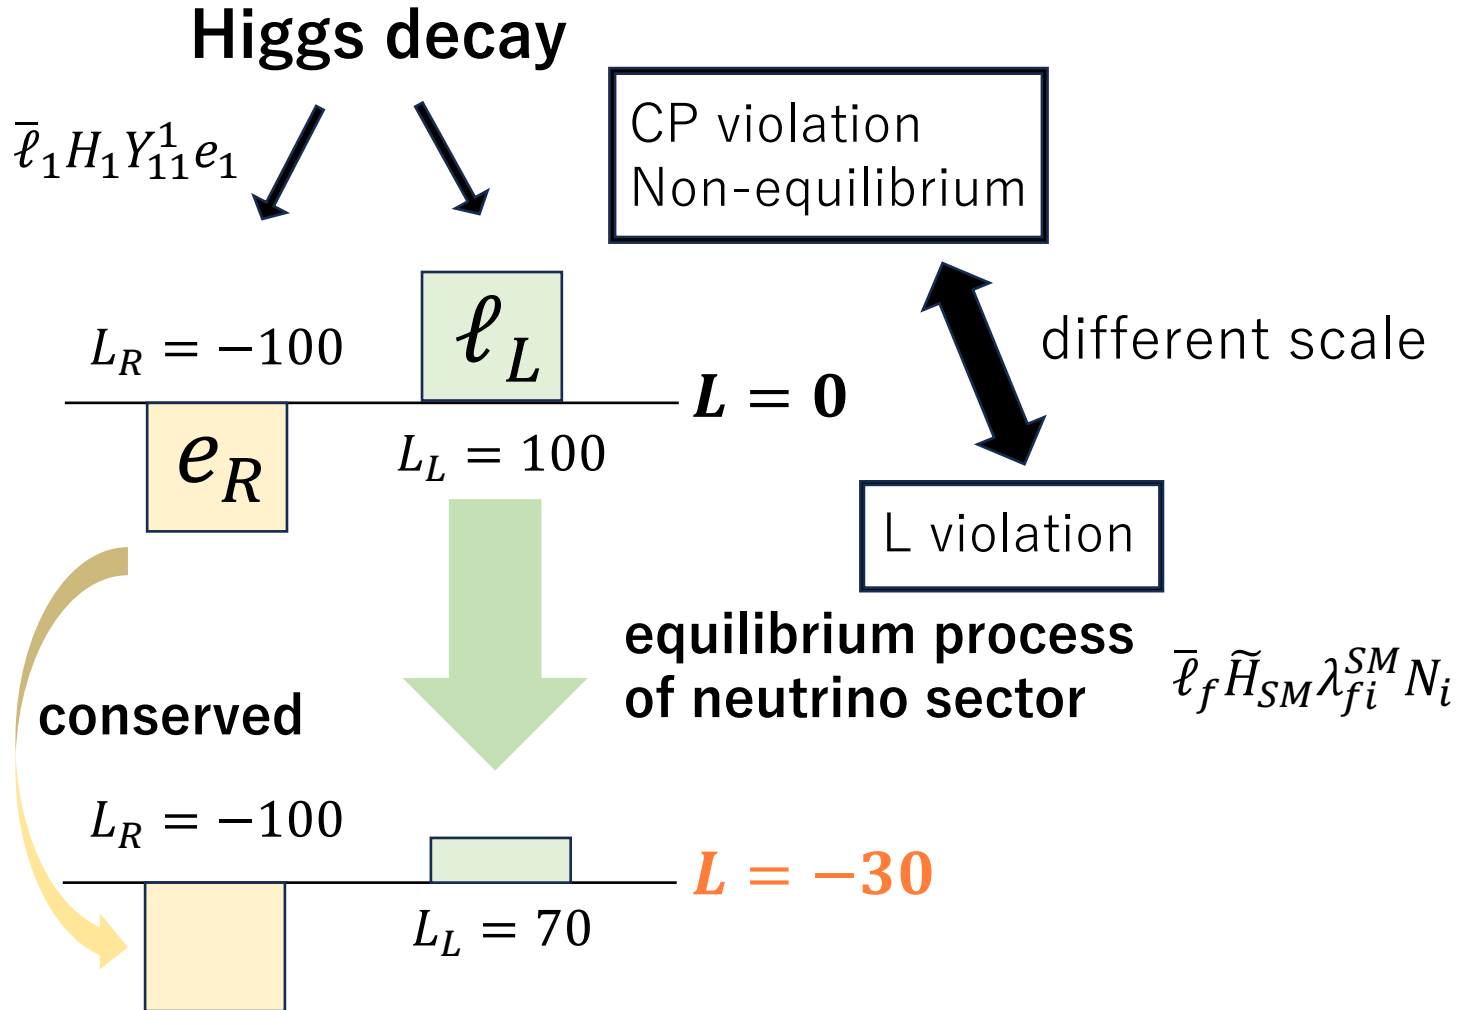 Higgs decay
ℓ̅₁H₁Y¹₁₁e₁
CP violation
Non-equilibrium
different scale
L_R = −100
ℓ_L
L = 0
e_R
L_L = 100
L violation
equilibrium process
of neutrino sector
ℓ̅_f H̃_SM λ^SM_fi N_i
conserved
L_R = −100
L = −30
L_L = 70